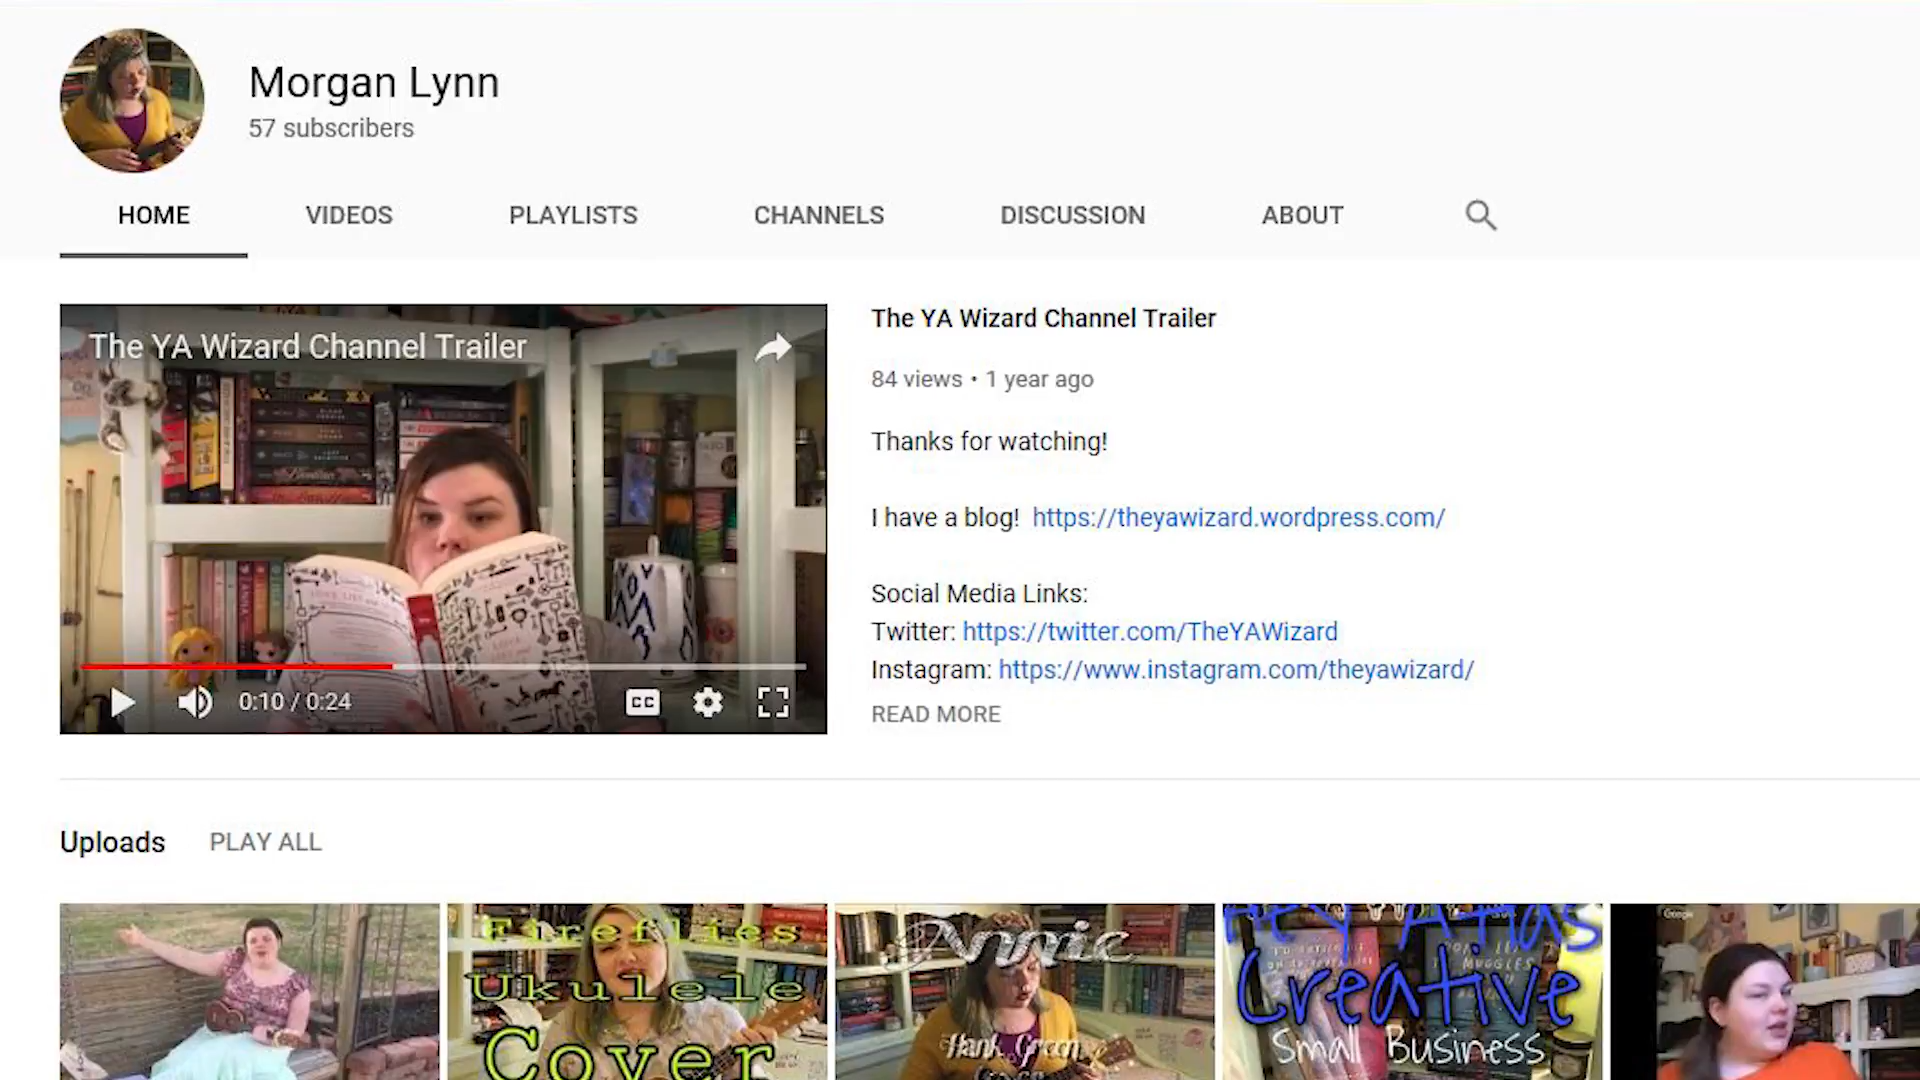 Morgan Lynn
57 subscribers
HOME VIDEOS PLAYLISTS CHANNELS DISCUSSION ABOUT
The YA Wizard Channel Trailer
0:10 / 0:24
CC
The YA Wizard Channel Trailer
84 views • 1 year ago
Thanks for watching!
I have a blog! https://theyawizard.wordpress.com/
Social Media Links:
Twitter: https://twitter.com/TheYAWizard
Instagram: https://www.instagram.com/theyawizard/
READ MORE
Uploads PLAY ALL
Fireflies
Ukulele
Cover
Annie
Hank Green
Hey Atlas
Creative
Small Business
Google